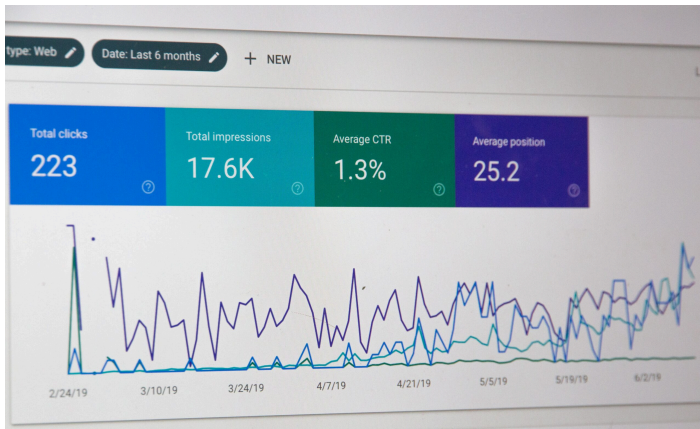 type: Web
Date: Last 6 months
+ NEW
Total clicks
223
Total impressions
17.6K
Average CTR
1.3%
Average position
25.2
2/24/19 3/10/19 3/24/19 4/7/19 4/21/19 5/5/19 5/19/19 6/2/19